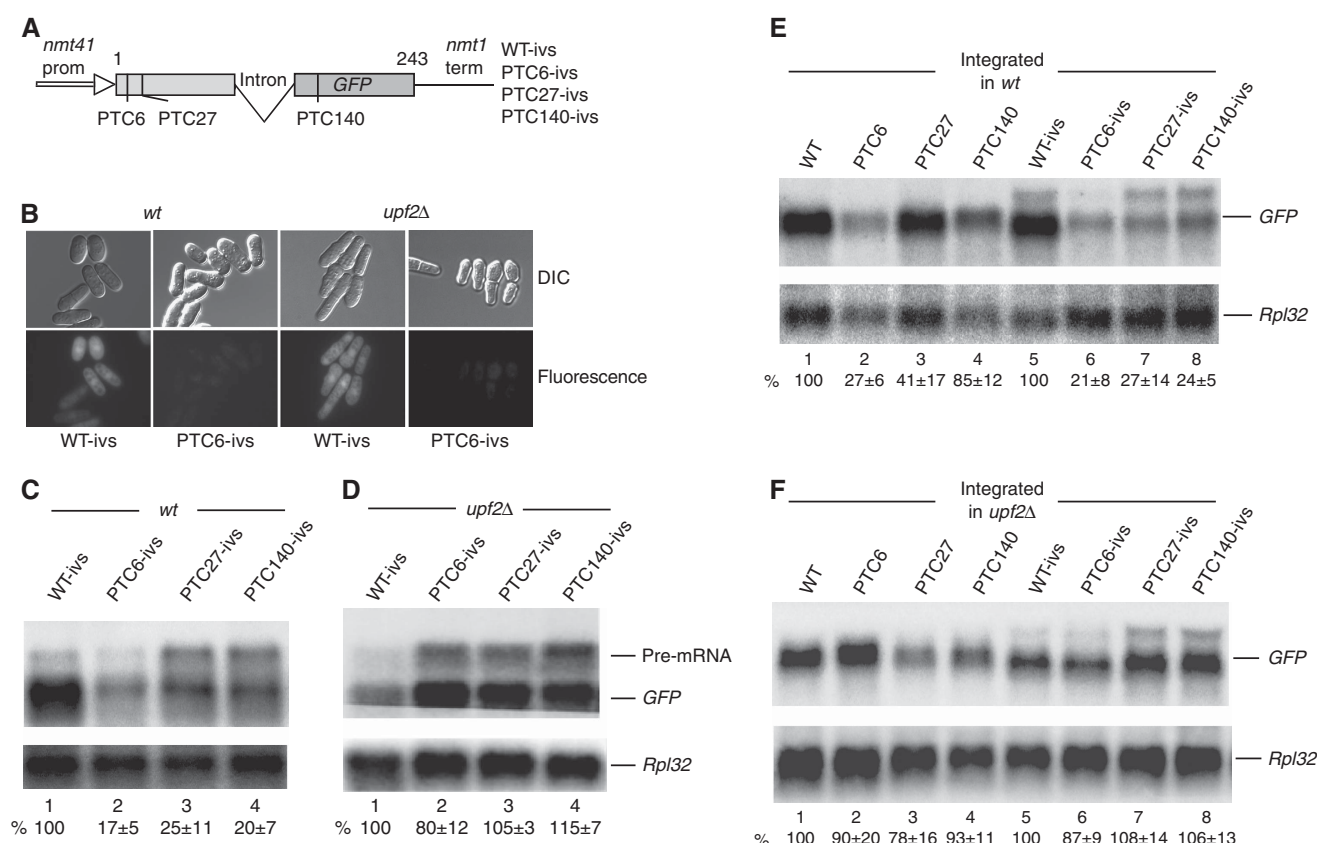 A
nmt41
prom
1
243
nmt1
term
Intron
GFP
PTC6
PTC27
PTC140
WT-ivs
PTC6-ivs
PTC27-ivs
PTC140-ivs
B
wt
upf2Δ
DIC
Fluorescence
WT-ivs
PTC6-ivs
WT-ivs
PTC6-ivs
C
wt
WT-ivs
PTC6-ivs
PTC27-ivs
PTC140-ivs
1 2 3 4
% 100 17±5 25±11 20±7
D
upf2Δ
WT-ivs
PTC6-ivs
PTC27-ivs
PTC140-ivs
Pre-mRNA
GFP
Rpl32
1 2 3 4
% 100 80±12 105±3 115±7
E
Integrated
in wt
WT
PTC6
PTC27
PTC140
WT-ivs
PTC6-ivs
PTC27-ivs
PTC140-ivs
GFP
Rpl32
1 2 3 4 5 6 7 8
% 100 27±6 41±17 85±12 100 21±8 27±14 24±5
F
Integrated
in upf2Δ
WT
PTC6
PTC27
PTC140
WT-ivs
PTC6-ivs
PTC27-ivs
PTC140-ivs
GFP
Rpl32
1 2 3 4 5 6 7 8
% 100 90±20 78±16 93±11 100 87±9 108±14 106±13